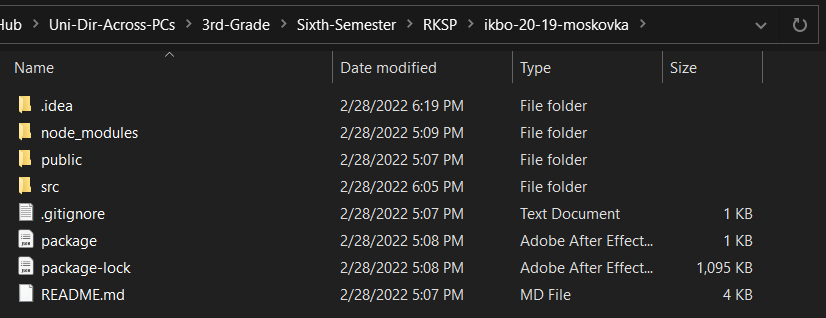 Hub > Uni-Dir-Across-PCs > 3rd-Grade > Sixth-Semester > RKSP > ikbo-20-19-moskovka >
Name Date modified Type Size
.idea 2/28/2022 6:19 PM File folder
node_modules 2/28/2022 5:09 PM File folder
public 2/28/2022 5:07 PM File folder
src 2/28/2022 6:05 PM File folder
.gitignore 2/28/2022 5:07 PM Text Document 1 KB
package 2/28/2022 5:08 PM Adobe After Effect... 1 KB
package-lock 2/28/2022 5:08 PM Adobe After Effect... 1,095 KB
README.md 2/28/2022 5:07 PM MD File 4 KB